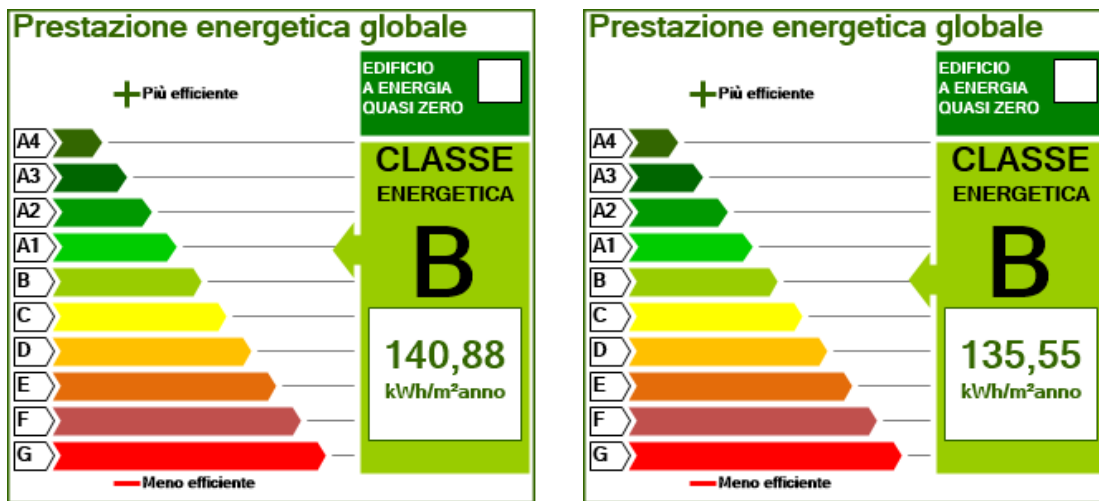 Prestazione energetica globale
EDIFICIO
A ENERGIA
QUASI ZERO
Più efficiente
A4
A3
A2
A1
B
C
D
E
F
G
Meno efficiente
CLASSE
ENERGETICA
B
140,88
kWh/m²anno
Prestazione energetica globale
EDIFICIO
A ENERGIA
QUASI ZERO
Più efficiente
A4
A3
A2
A1
B
C
D
E
F
G
Meno efficiente
CLASSE
ENERGETICA
B
135,55
kWh/m²anno